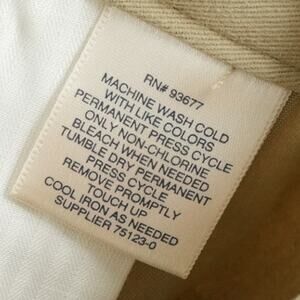 RN# 93677
MACHINE WASH COLD
WITH LIKE COLORS
PERMANENT PRESS CYCLE
ONLY NON-CHLORINE
BLEACH WHEN NEEDED
TUMBLE DRY PERMANENT
PRESS CYCLE
REMOVE PROMPTLY
TOUCH UP
COOL IRON AS NEEDED
SUPPLIER 75123-0